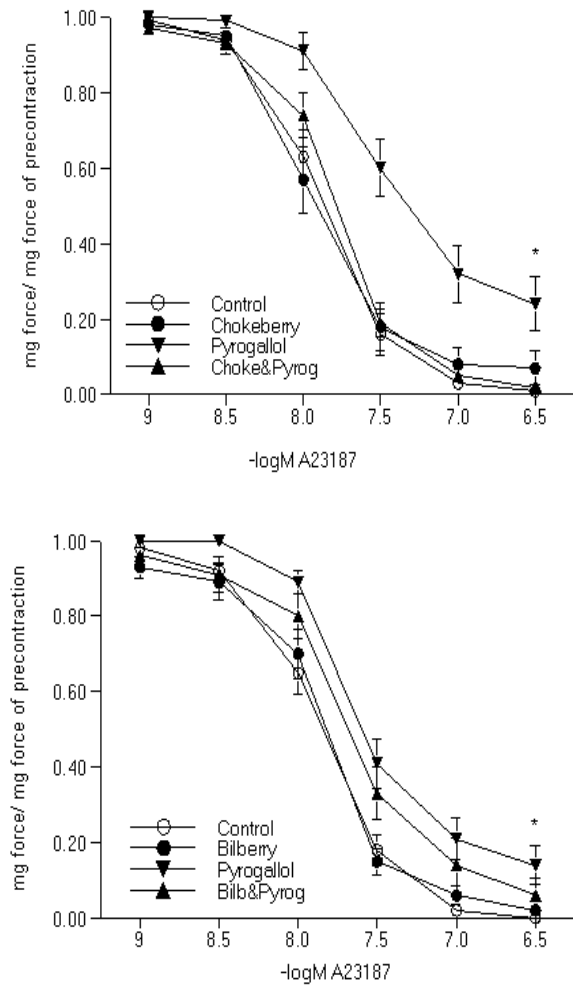 mg force/ mg force of precontraction
1.00
0.80
0.60
0.40
0.20
0.00
Control
Chokeberry
Pyrogallol
Choke&Pyrog
*
9 8.5 8.0 7.5 7.0 6.5
-logM A23187
mg force/ mg force of precontraction
1.00
0.80
0.60
0.40
0.20
0.00
Control
Bilberry
Pyrogallol
Bilb&Pyrog
*
9 8.5 8.0 7.5 7.0 6.5
-logM A23187